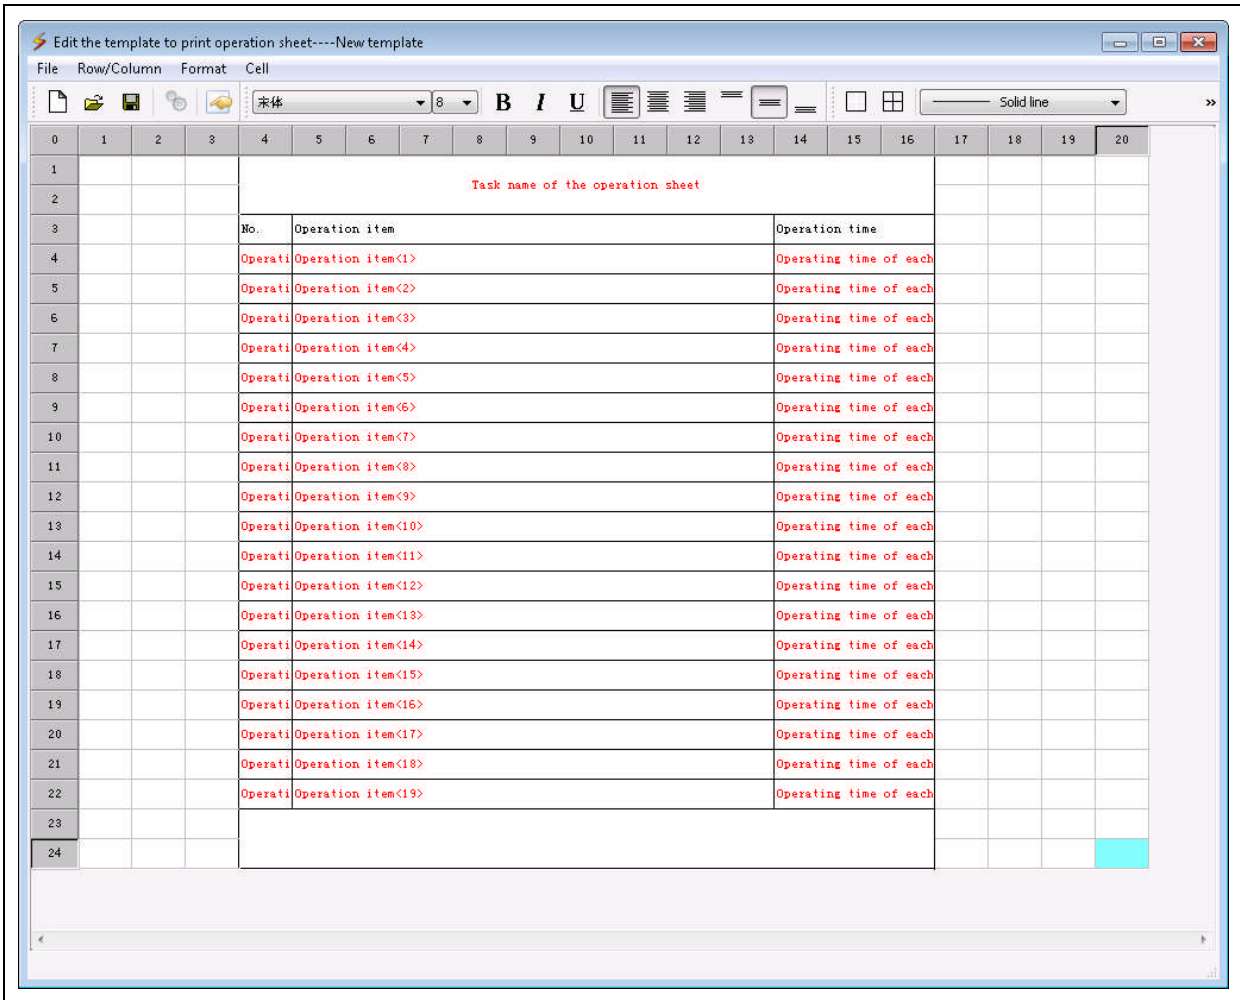 Edit the template to print operation sheet----New template
File Row/Column Format Cell
宋体 8 B I U Solid line »
0 1 2 3 4 5 6 7 8 9 10 11 12 13 14 15 16 17 18 19 20
1
Task name of the operation sheet
2
3 No. Operation item Operation time
4 Operati Operation item<1> Operating time of each
5 Operati Operation item<2> Operating time of each
6 Operati Operation item<3> Operating time of each
7 Operati Operation item<4> Operating time of each
8 Operati Operation item<5> Operating time of each
9 Operati Operation item<6> Operating time of each
10 Operati Operation item<7> Operating time of each
11 Operati Operation item<8> Operating time of each
12 Operati Operation item<9> Operating time of each
13 Operati Operation item<10> Operating time of each
14 Operati Operation item<11> Operating time of each
15 Operati Operation item<12> Operating time of each
16 Operati Operation item<13> Operating time of each
17 Operati Operation item<14> Operating time of each
18 Operati Operation item<15> Operating time of each
19 Operati Operation item<16> Operating time of each
20 Operati Operation item<17> Operating time of each
21 Operati Operation item<18> Operating time of each
22 Operati Operation item<19> Operating time of each
23
24